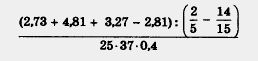 (2,73 + 4,81 + 3,27 − 2,81) : (2/5 − 14/15)
25·37·0,4